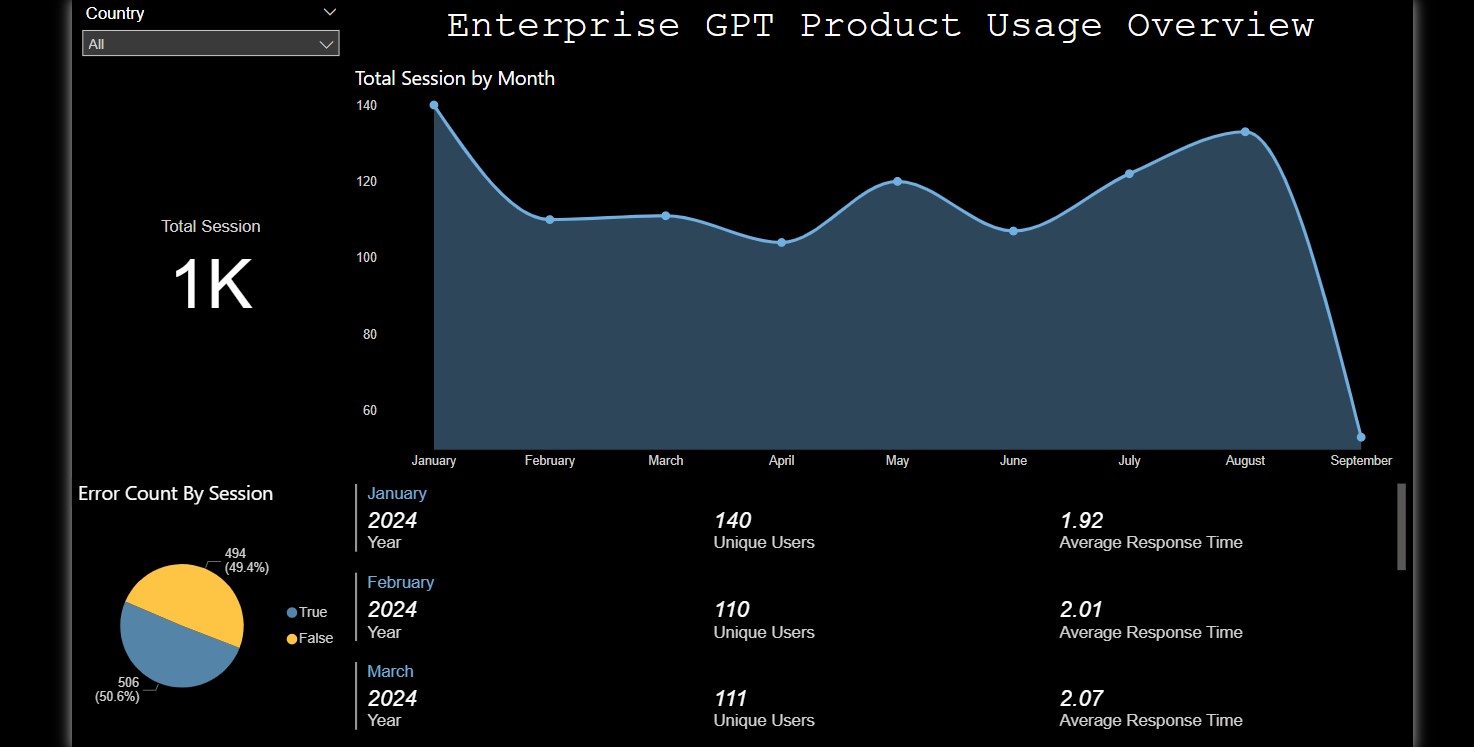 Country
All
Enterprise GPT Product Usage Overview
Total Session by Month
140
120
100
80
60
January February March April May June July August September
Total Session
1K
Error Count By Session
494
(49.4%)
506
(50.6%)
True
False
January
2024 140 1.92
Year Unique Users Average Response Time
February
2024 110 2.01
Year Unique Users Average Response Time
March
2024 111 2.07
Year Unique Users Average Response Time